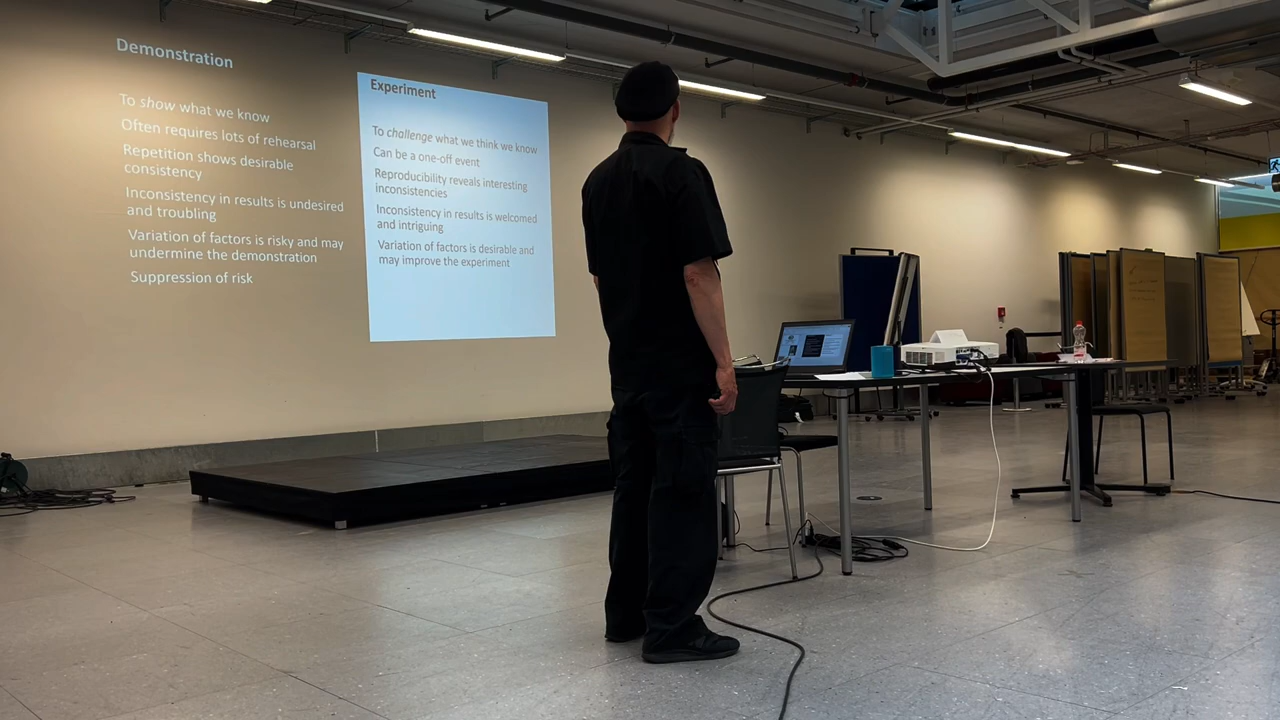 Demonstration
To show what we know
Often requires lots of rehearsal
Repetition shows desirable
consistency
Inconsistency in results is undesired
and troubling
Variation of factors is risky and may
undermine the demonstration
Suppression of risk
Experiment
To challenge what we think we know
Can be a one-off event
Reproducibility reveals interesting
inconsistencies
Inconsistency in results is welcomed
and intriguing
Variation of factors is desirable and
may improve the experiment